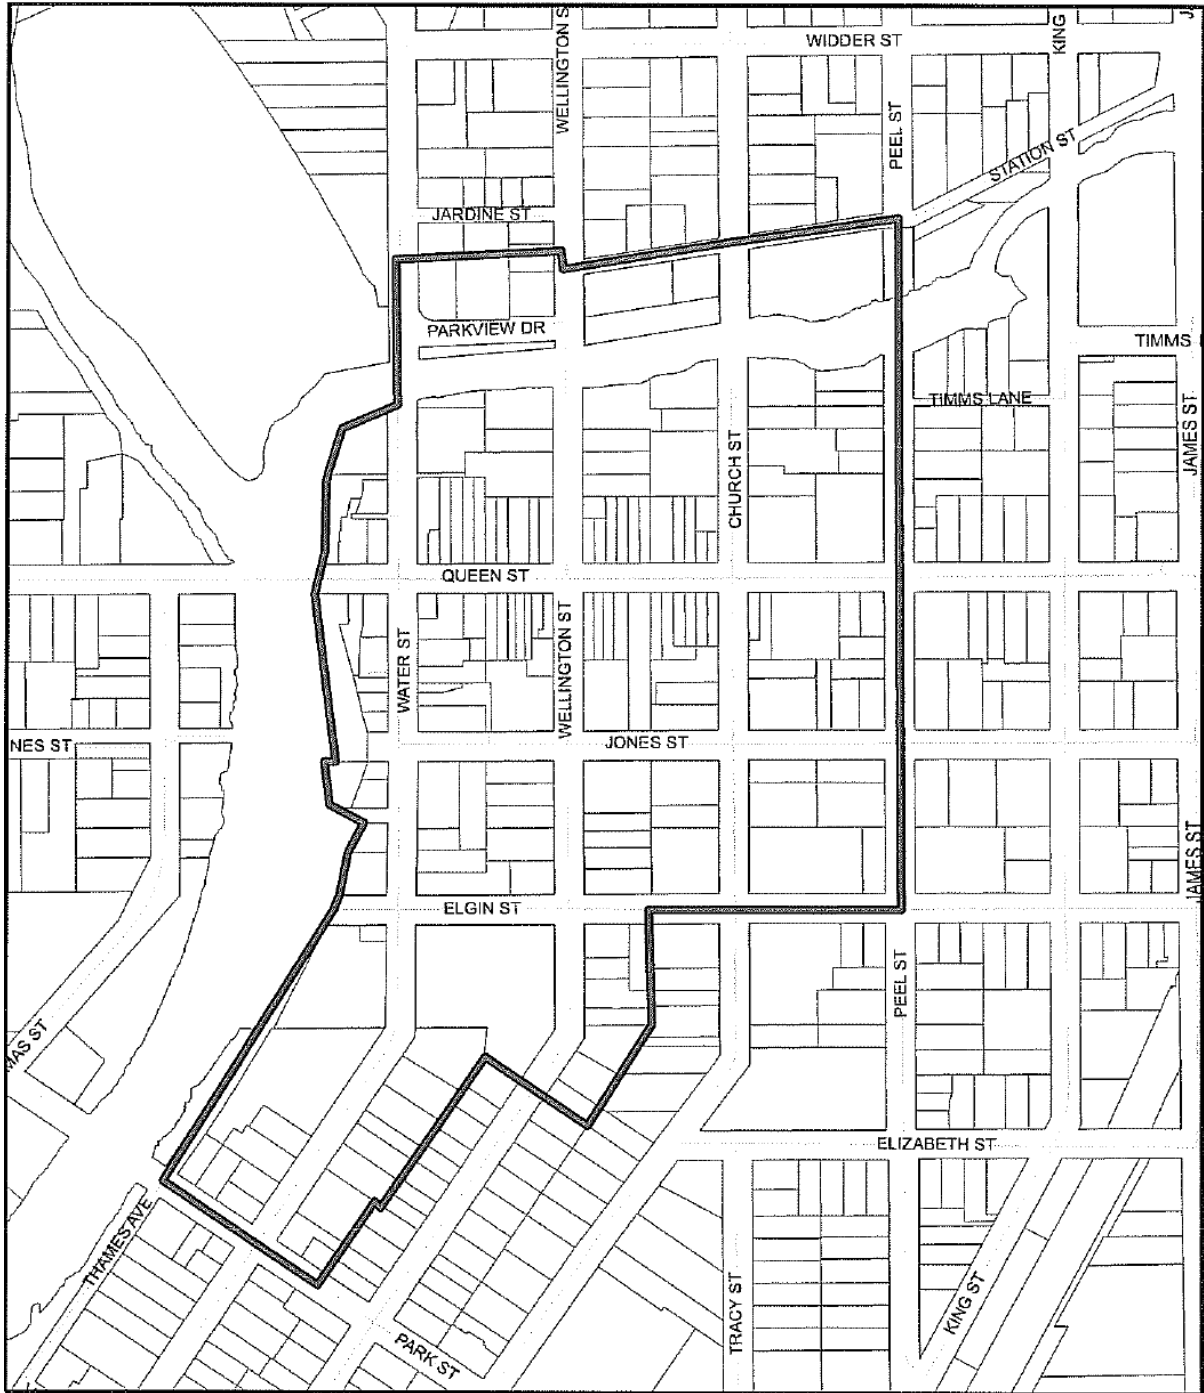 WELLINGTON S
WIDDER ST
KING
PEEL ST
STATION ST
JARDINE ST
PARKVIEW DR
TIMMS
TIMMS LANE
JAMES ST
CHURCH ST
QUEEN ST
WATER ST
WELLINGTON ST
NES ST
JONES ST
JAMES ST
ELGIN ST
PEEL ST
MAS ST
ELIZABETH ST
THAMES AVE
TRACY ST
KING ST
PARK ST